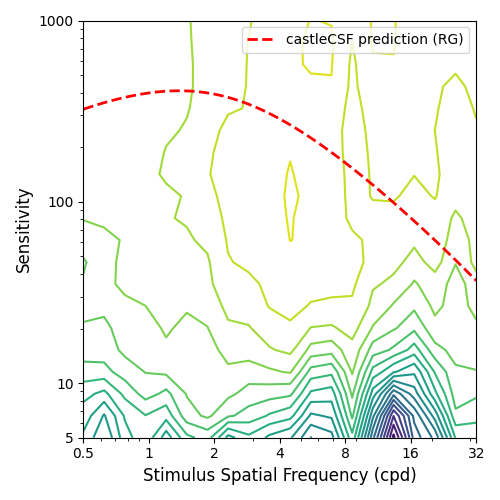 1000
castleCSF prediction (RG)
100
10
5
Sensitivity
0.5 1 2 4 8 16 32
Stimulus Spatial Frequency (cpd)